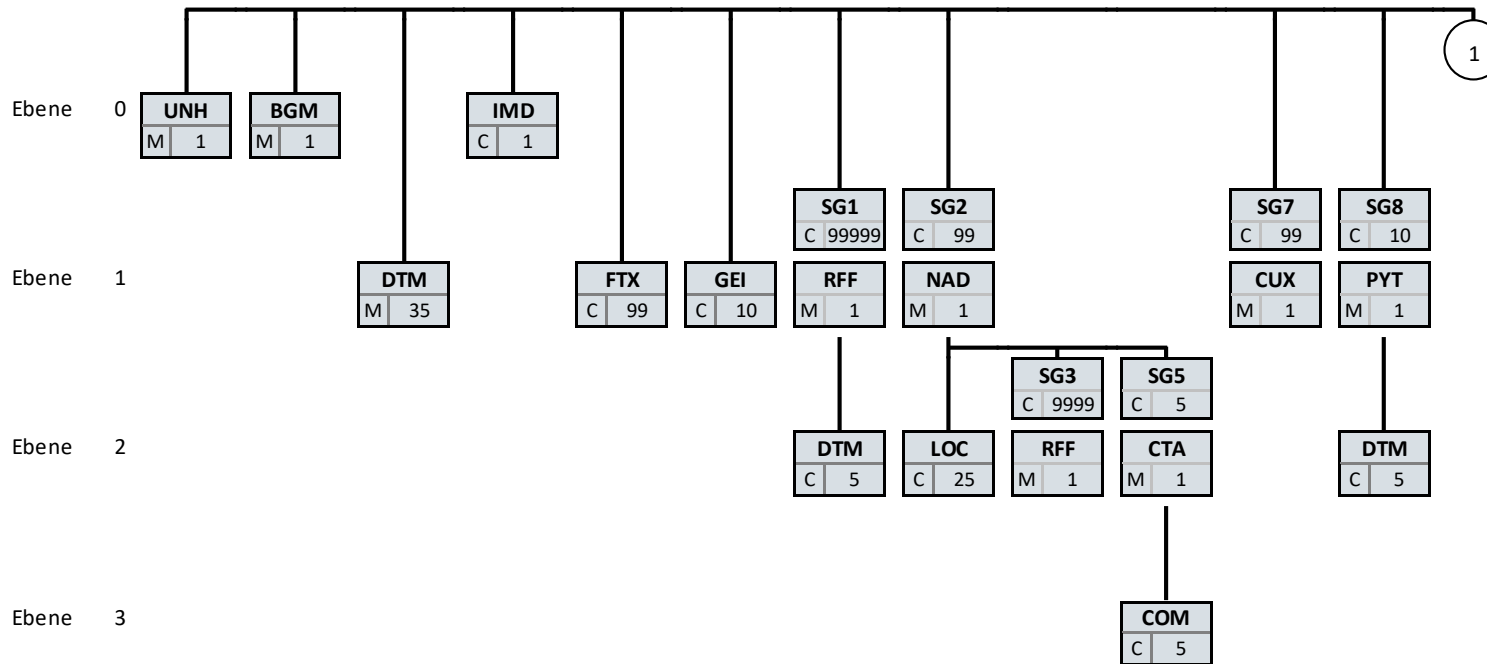 1
Ebene 0 UNH BGM IMD
M 1 M 1 C 1
SG1 SG2 SG7 SG8
C 99999 C 99 C 99 C 10
Ebene 1 DTM FTX GEI RFF NAD CUX PYT
M 35 C 99 C 10 M 1 M 1 M 1 M 1
SG3 SG5
C 9999 C 5
Ebene 2 DTM LOC RFF CTA DTM
C 5 C 25 M 1 M 1 C 5
Ebene 3 COM
C 5